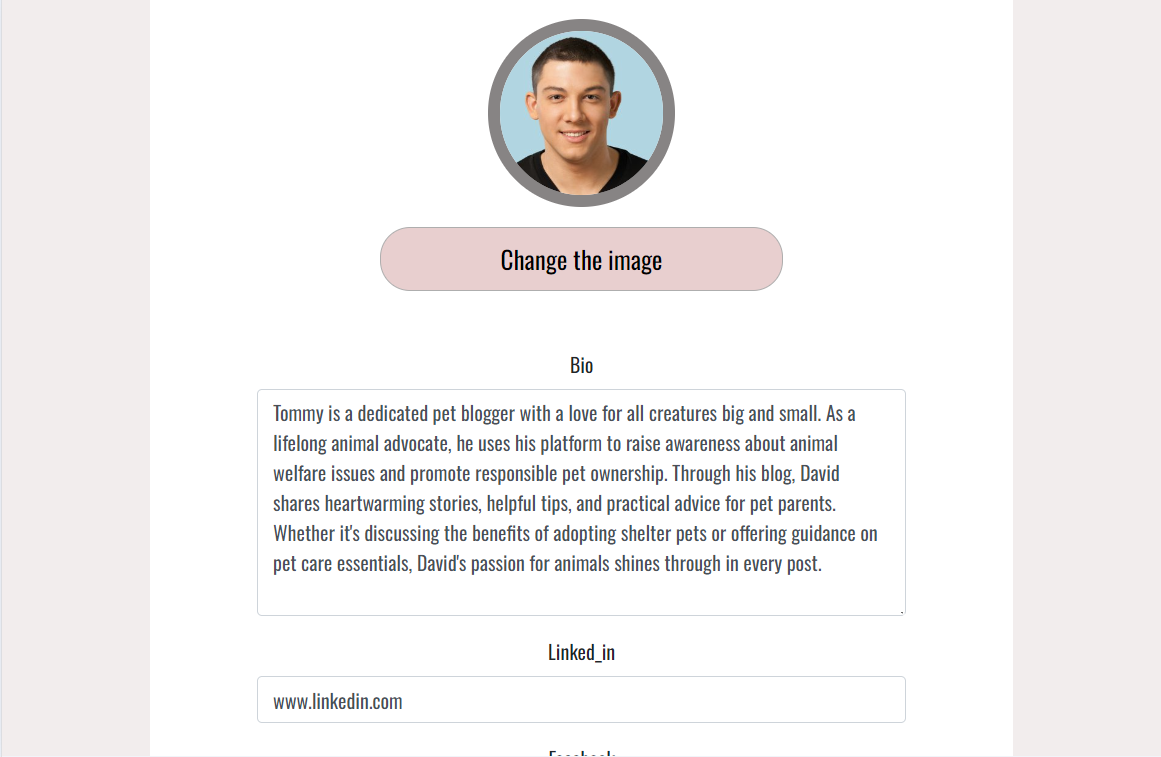 Change the image
Bio
Tommy is a dedicated pet blogger with a love for all creatures big and small. As a
lifelong animal advocate, he uses his platform to raise awareness about animal
welfare issues and promote responsible pet ownership. Through his blog, David
shares heartwarming stories, helpful tips, and practical advice for pet parents.
Whether it's discussing the benefits of adopting shelter pets or offering guidance on
pet care essentials, David's passion for animals shines through in every post.
Linked_in
www.linkedin.com